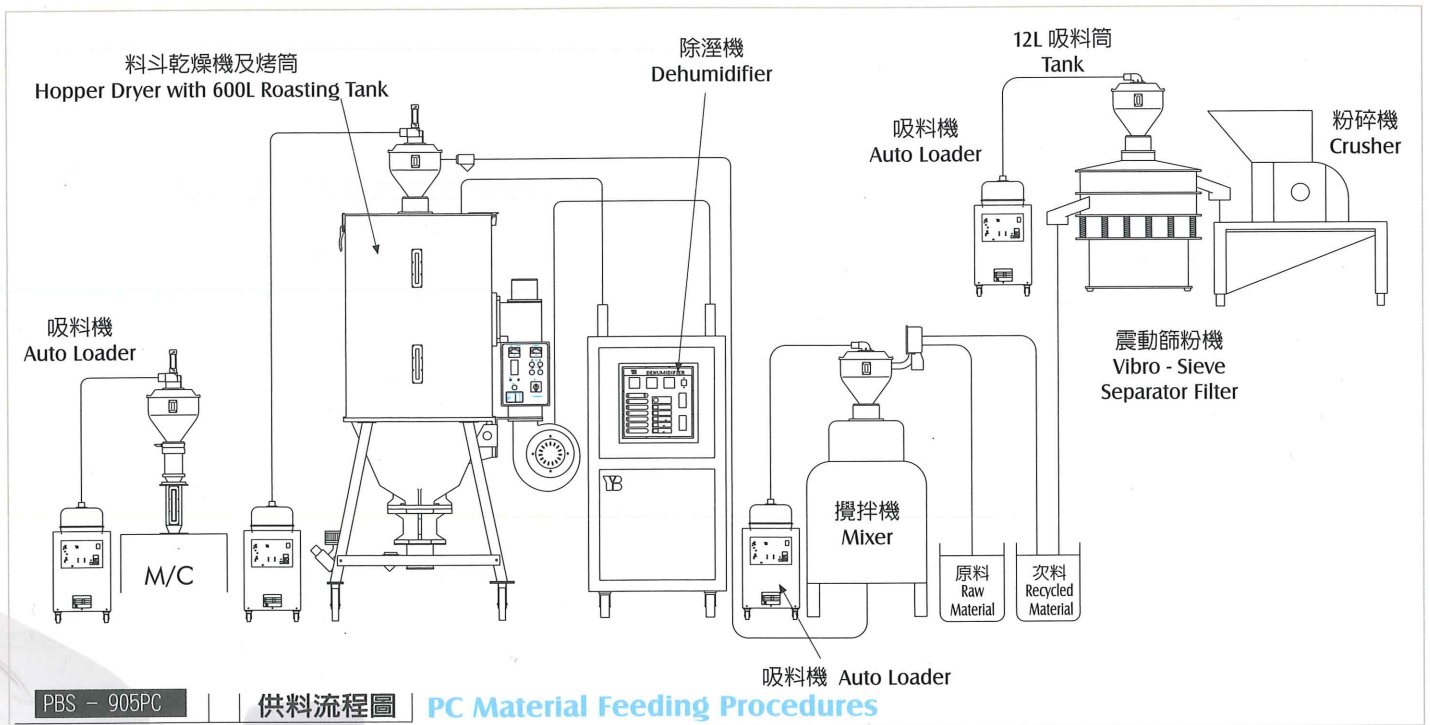 料斗乾燥機及烤筒
Hopper Dryer with 600L Roasting Tank
除溼機
Dehumidifier
12L 吸料筒
Tank
吸料機
Auto Loader
粉碎機
Crusher
震動篩粉機
Vibro - Sieve
Separator Filter
吸料機
Auto Loader
DEHUMIDIFIER
YB
M/C
攪拌機
Mixer
原料
Raw
Material
次料
Recycled
Material
吸料機 Auto Loader
PBS - 905PC
供料流程圖
PC Material Feeding Procedures